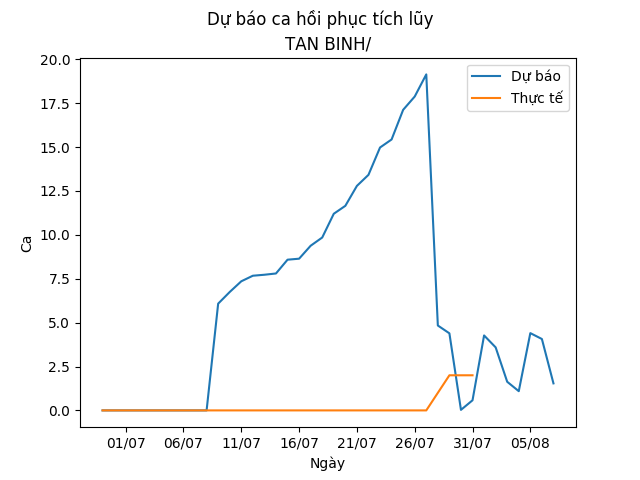 Dự báo ca hồi phục tích lũy
TAN BINH/
20.0
17.5
15.0
12.5
10.0
7.5
5.0
2.5
0.0
Ca
Dự báo
Thực tế
01/07 06/07 11/07 16/07 21/07 26/07 31/07 05/08
Ngày